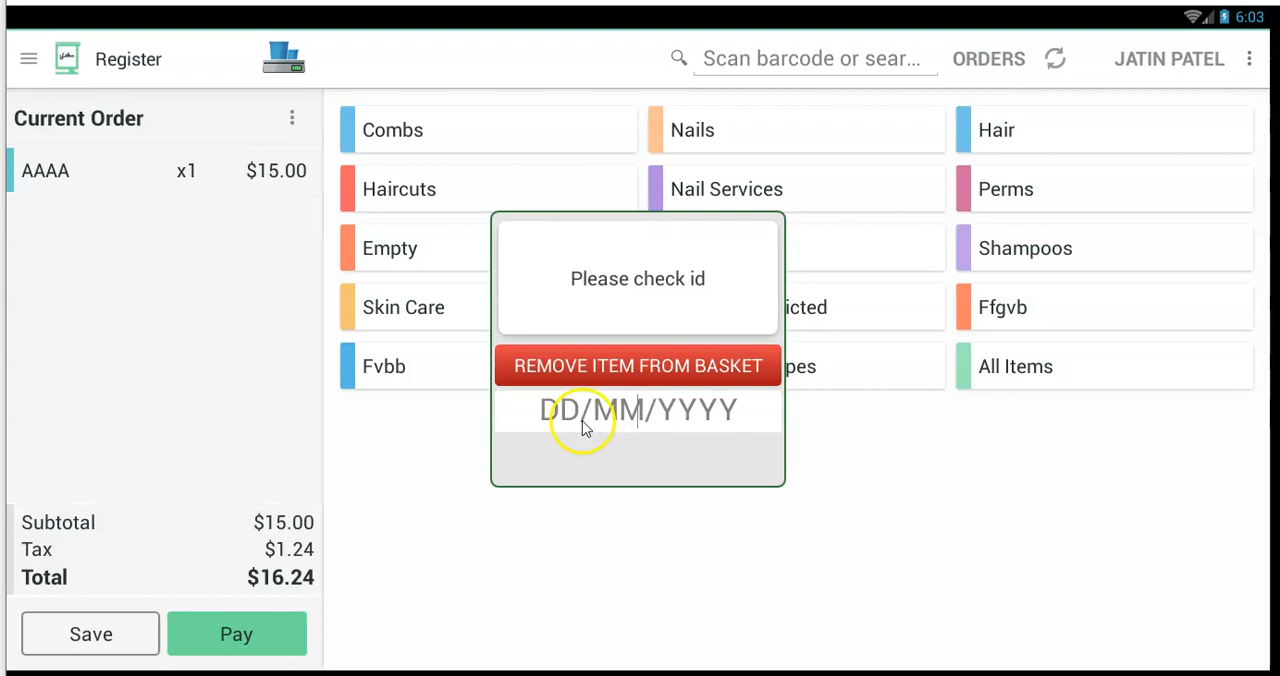 6:03
Register
Scan barcode or sear...
ORDERS
JATIN PATEL
Current Order
AAAA x1 $15.00
Subtotal $15.00
Tax $1.24
Total $16.24
Save
Pay
Combs
Nails
Hair
Haircuts
Nail Services
Perms
Empty
Shampoos
Skin Care
icted
Ffgvb
Fvbb
pes
All Items
Please check id
REMOVE ITEM FROM BASKET
DD/MM/YYYY